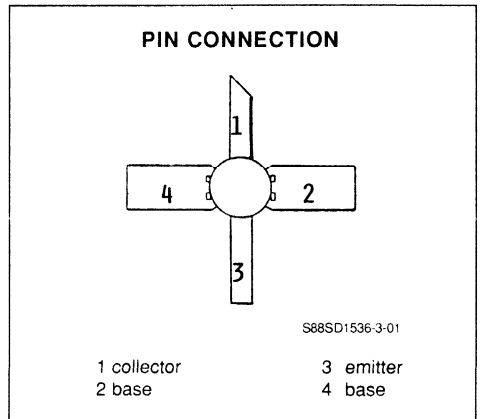 PIN CONNECTION
1
4
2
3
S88SD1536-3-01
1 collector
3 emitter
2 base
4 base